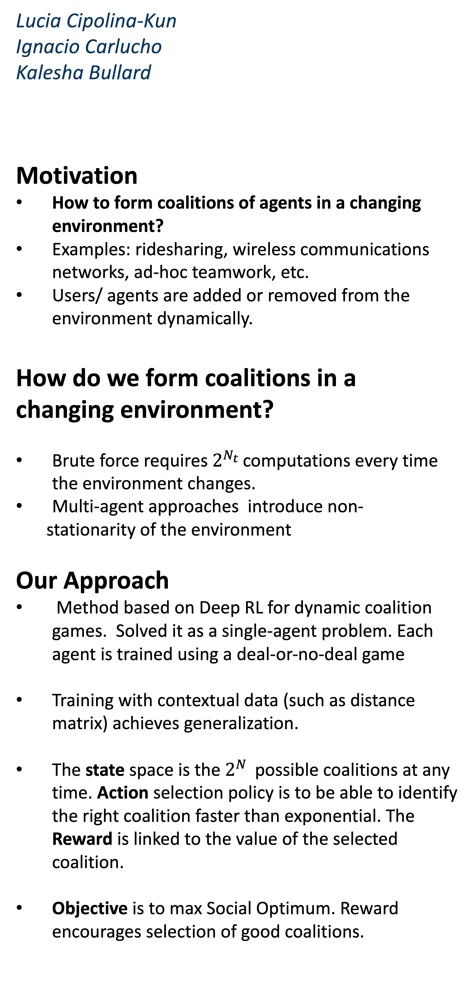 Lucia Cipolina-Kun
Ignacio Carlucho
Kalesha Bullard
Motivation
• How to form coalitions of agents in a changing
environment?
• Examples: ridesharing, wireless communications
networks, ad-hoc teamwork, etc.
• Users/ agents are added or removed from the
environment dynamically.
How do we form coalitions in a
changing environment?
• Brute force requires $2^{N_t}$ computations every time
the environment changes.
• Multi-agent approaches introduce non-
stationarity of the environment
Our Approach
• Method based on Deep RL for dynamic coalition
games. Solved it as a single-agent problem. Each
agent is trained using a deal-or-no-deal game
• Training with contextual data (such as distance
matrix) achieves generalization.
• The state space is the $2^N$ possible coalitions at any
time. Action selection policy is to be able to identify
the right coalition faster than exponential. The
Reward is linked to the value of the selected
coalition.
• Objective is to max Social Optimum. Reward
encourages selection of good coalitions.